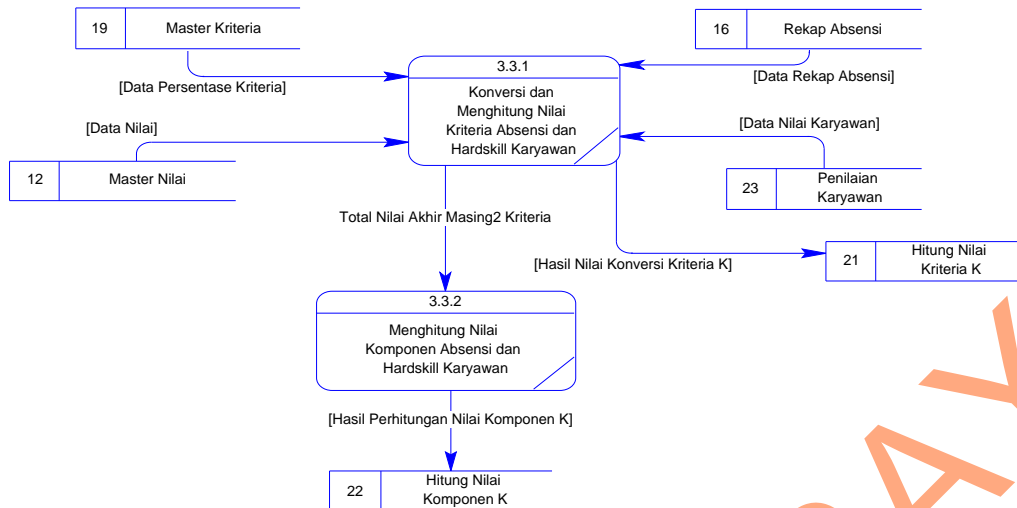 19
Master Kriteria
16
Rekap Absensi
[Data Persentase Kriteria]
[Data Rekap Absensi]
3.3.1
Konversi dan
Menghitung Nilai
Kriteria Absensi dan
Hardskill Karyawan
[Data Nilai]
[Data Nilai Karyawan]
12
Master Nilai
23
Penilaian
Karyawan
Total Nilai Akhir Masing2 Kriteria
[Hasil Nilai Konversi Kriteria K]
21
Hitung Nilai
Kriteria K
3.3.2
Menghitung Nilai
Komponen Absensi dan
Hardskill Karyawan
[Hasil Perhitungan Nilai Komponen K]
22
Hitung Nilai
Komponen K
AY